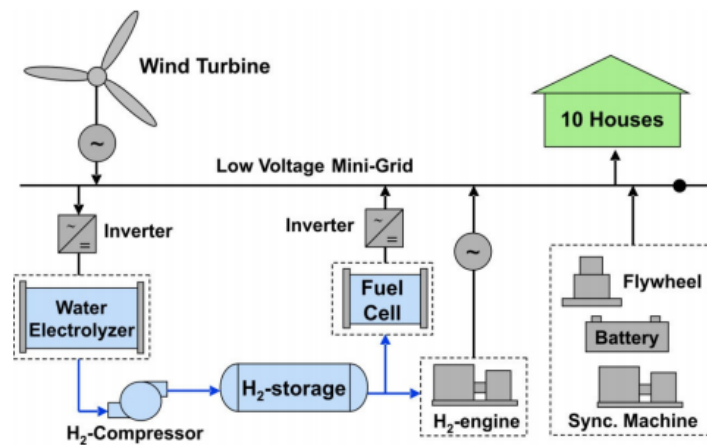 Wind Turbine
~
10 Houses
Low Voltage Mini-Grid
~
=
Inverter
Inverter
~
=
~
Flywheel
Water
Electrolyzer
Fuel
Cell
Battery
H₂-storage
H₂-Compressor
H₂-engine
Sync. Machine